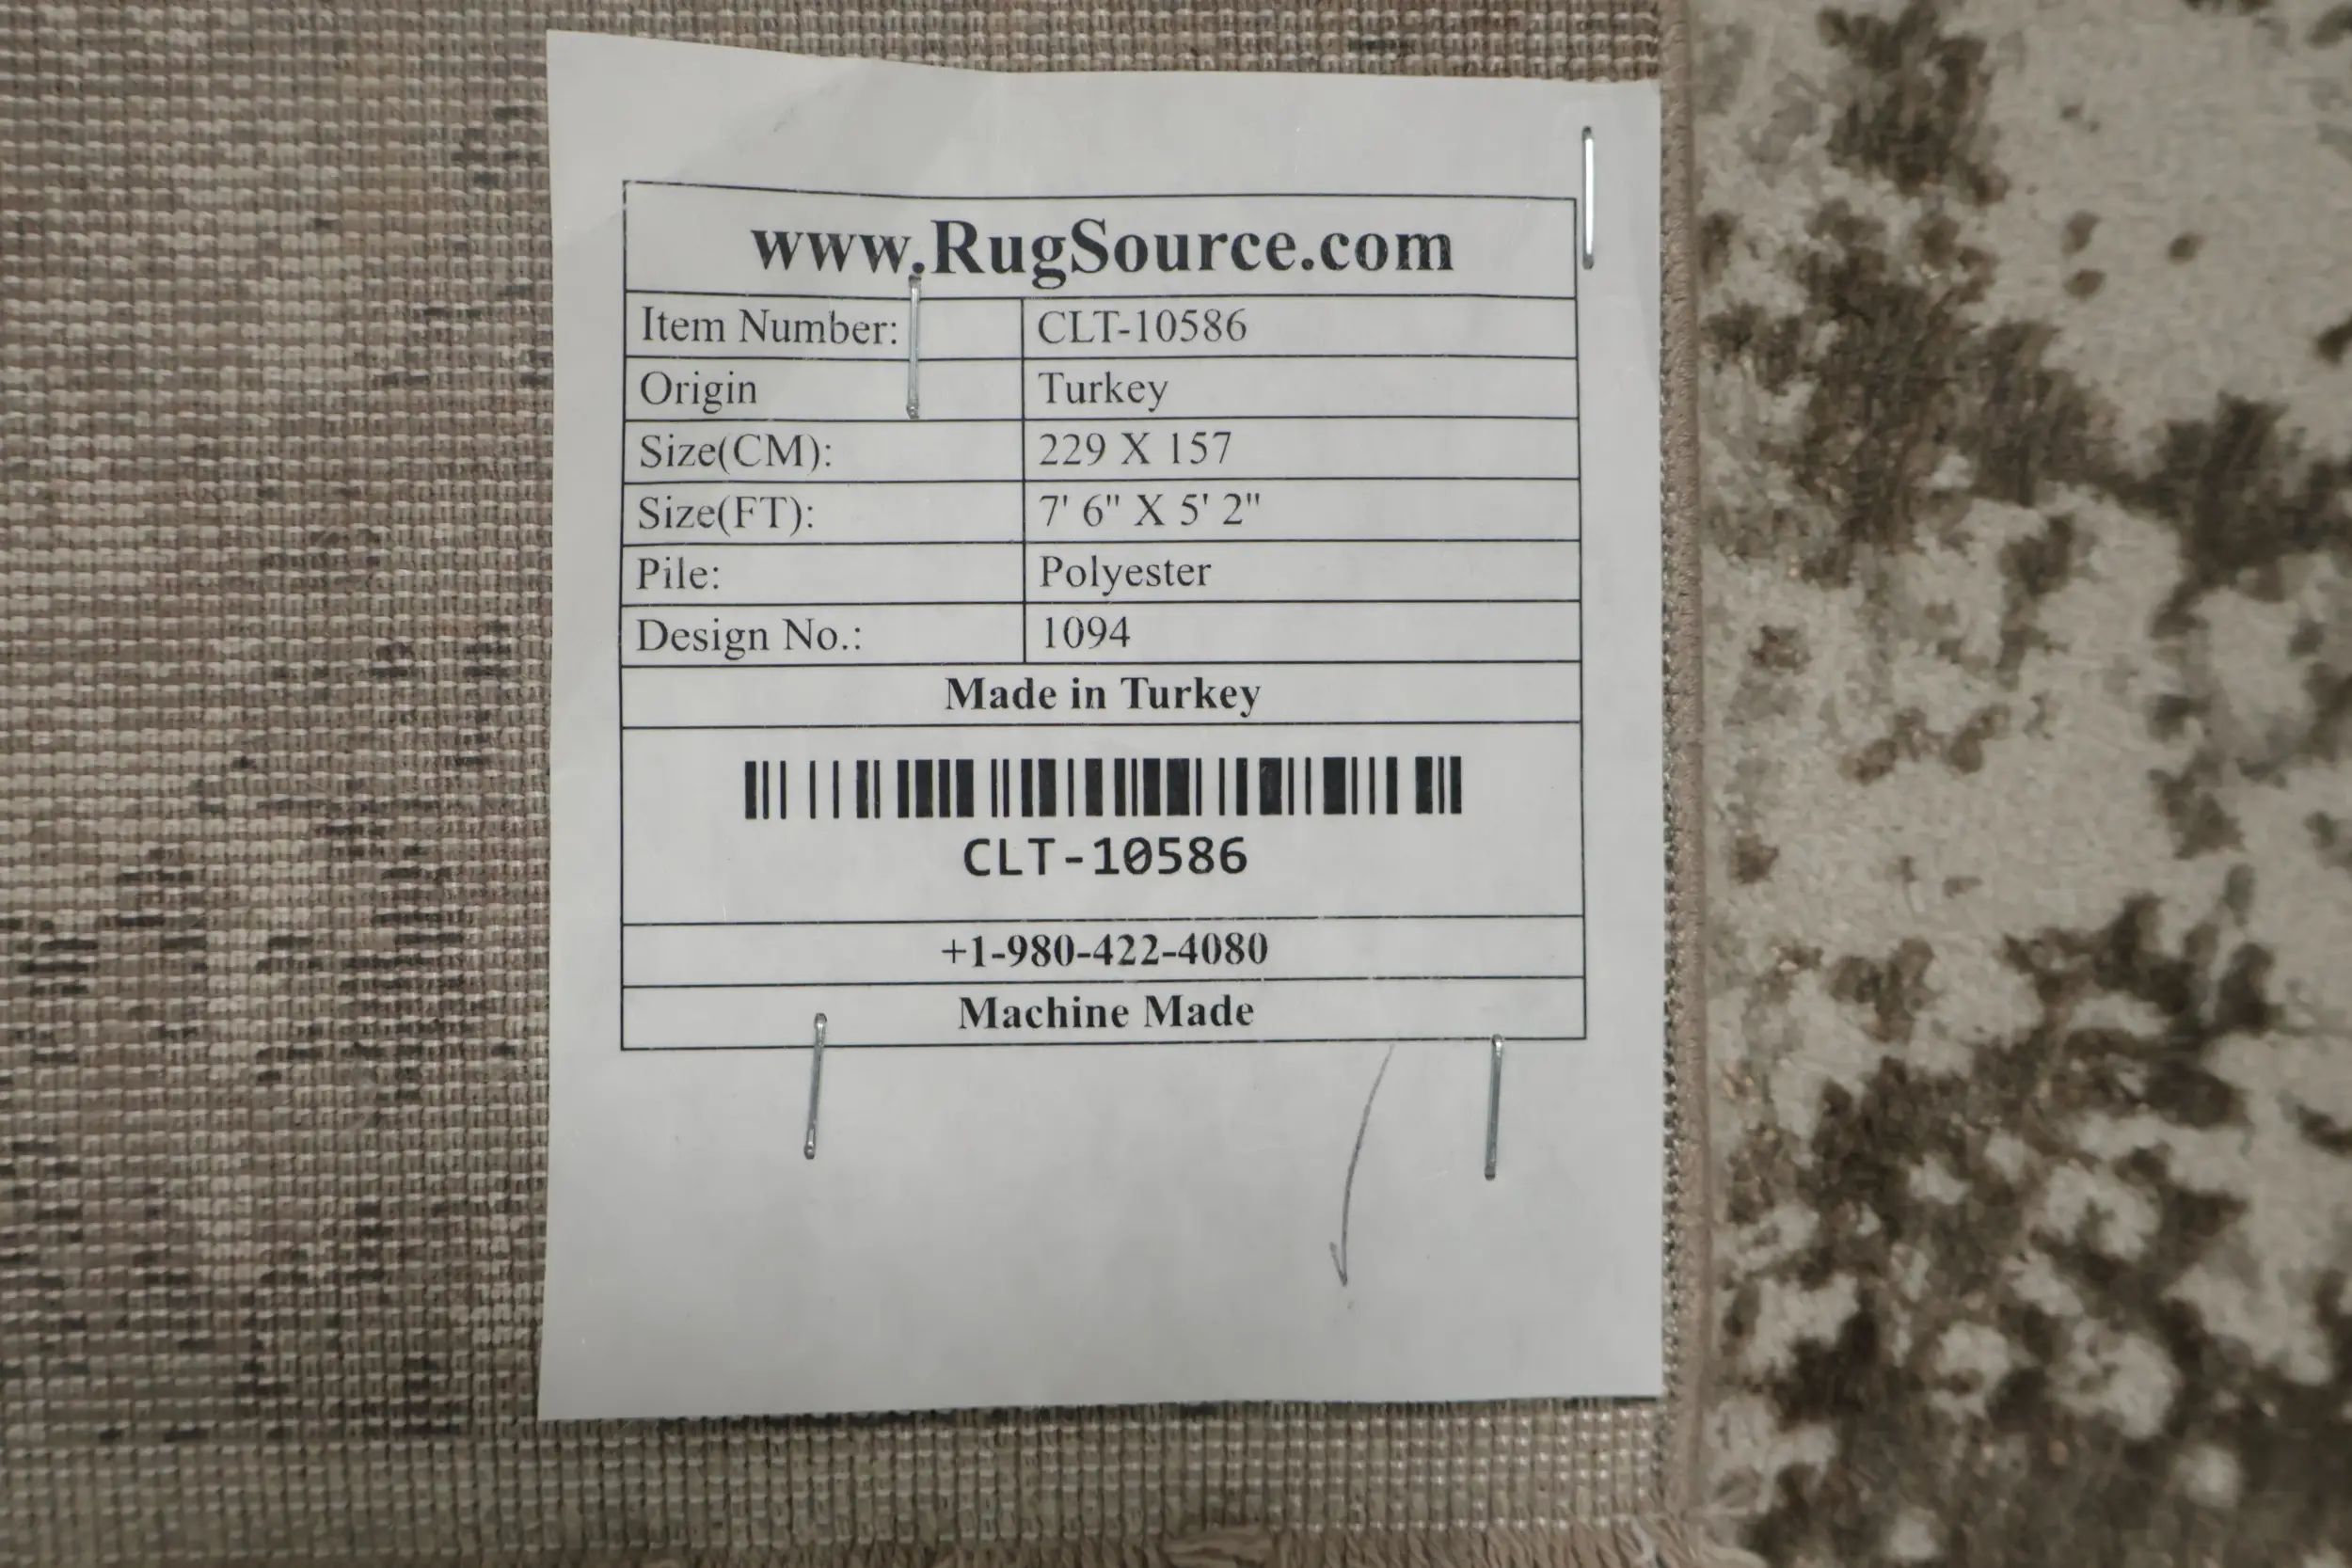 www.RugSource.com
Item Number: CLT-10586
Origin Turkey
Size(CM): 229 X 157
Size(FT): 7' 6" X 5' 2"
Pile: Polyester
Design No.: 1094
Made in Turkey
CLT-10586
+1-980-422-4080
Machine Made